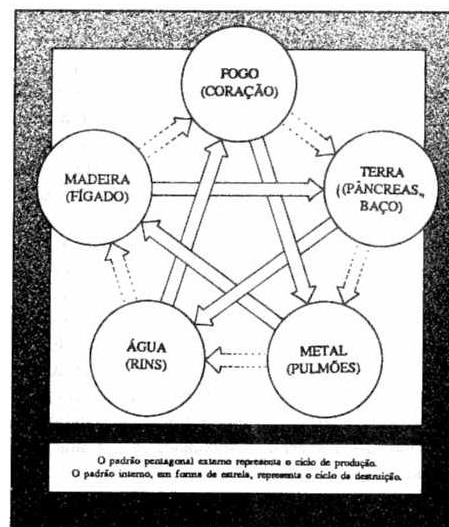 FOGO
(CORAÇÃO)
MADEIRA
(FÍGADO)
TERRA
((PÂNCREAS,,
BAÇO)
ÁGUA
(RINS)
METAL
(PULMÕES)
O padrão pentagonal externo representa o ciclo de produção.
O padrão interno, em forma de estrela, representa o ciclo da destruição.